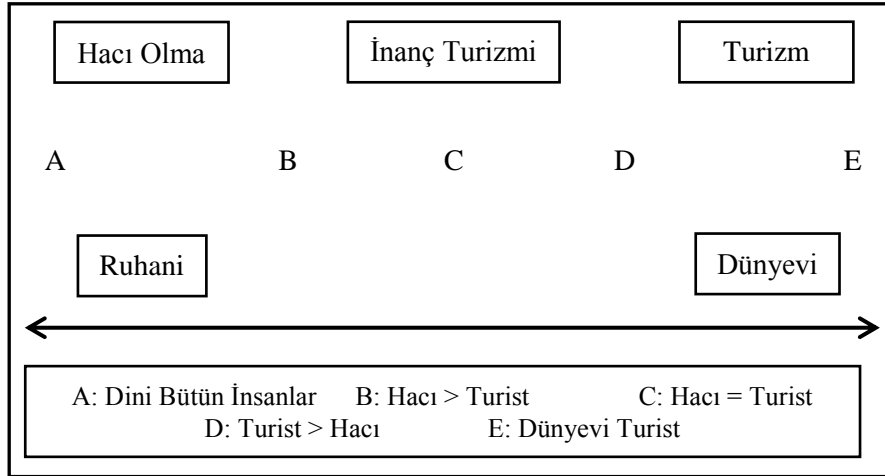 Hacı Olma İnanç Turizmi Turizm
A B C D E
Ruhani Dünyevi
A: Dini Bütün İnsanlar B: Hacı > Turist C: Hacı = Turist
D: Turist > Hacı E: Dünyevi Turist